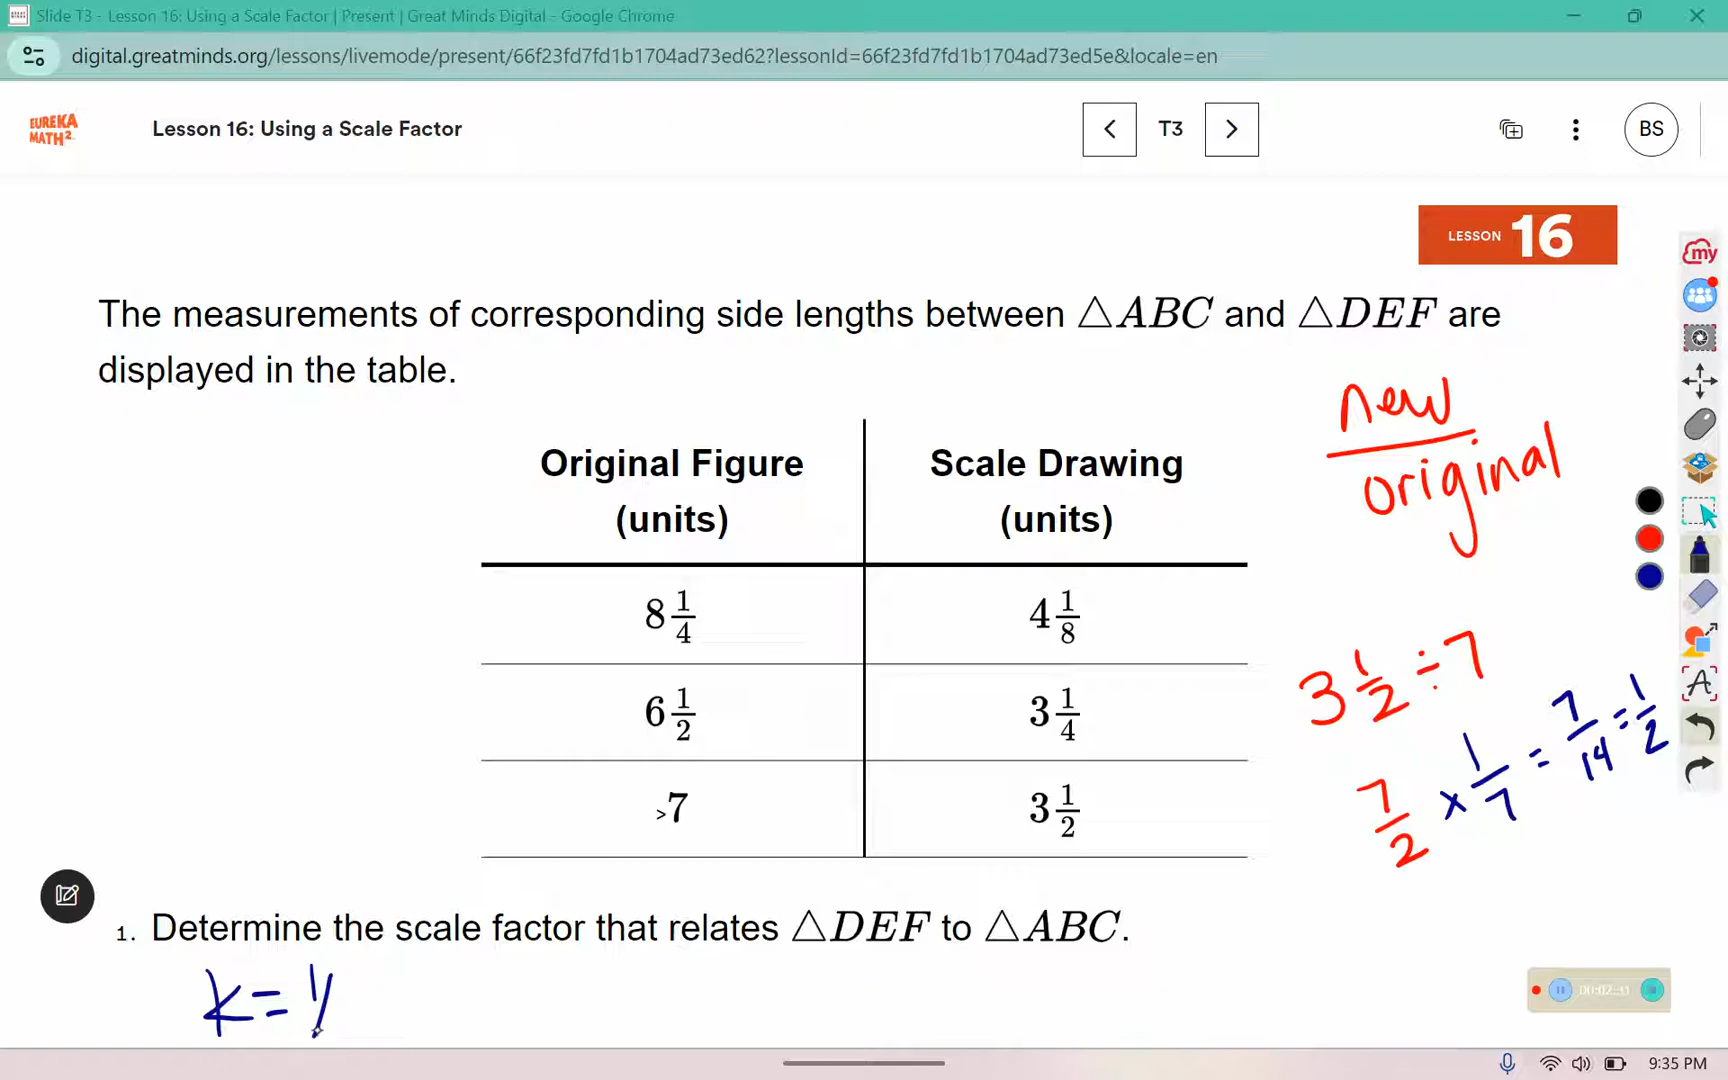 Slide T3 - Lesson 16: Using a Scale Factor | Present | Great Minds Digital - Google Chrome
digital.greatminds.org/lessons/livemode/present/66f23fd7fd1b1704ad73ed62?lessonId=66f23fd7fd1b1704ad73ed5e&locale=en
EUREKA
MATH²
Lesson 16: Using a Scale Factor
T3
BS
LESSON 16
my
The measurements of corresponding side lengths between △ABC and △DEF are
displayed in the table.
new
original
Original Figure
(units)
Scale Drawing
(units)
8 1/4
4 1/8
6 1/2
3 1/4
>7
3 1/2
3 1/2 ÷ 7
7/2 × 1/7 = 7/14 = 1/2
A
1. Determine the scale factor that relates △DEF to △ABC.
k = 1/
9:35 PM